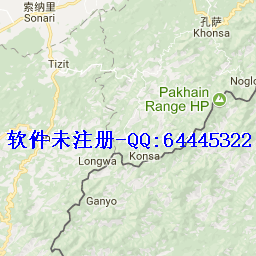 索纳里
Sonari
孔萨
Khonsa
Tizit
Noglo
Pakhain
Range HP
软件未注册-QQ:64445322
Longwa
Konsa
Ganyo